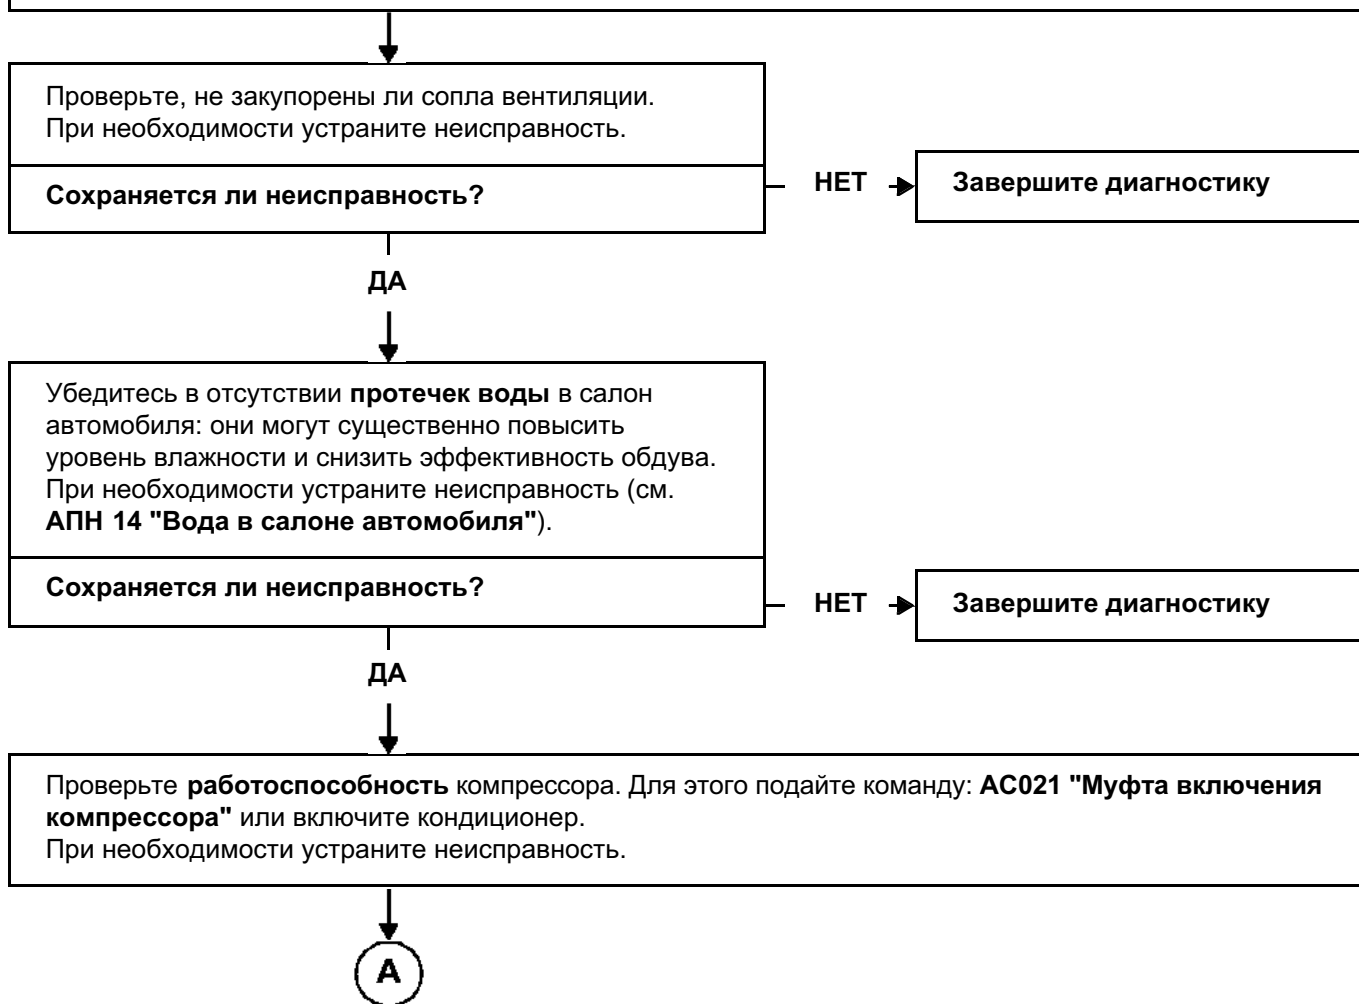 Проверьте, не закупорены ли сопла вентиляции.
При необходимости устраните неисправность.
Сохраняется ли неисправность?
НЕТ
Завершите диагностику
ДА
Убедитесь в отсутствии протечек воды в салон
автомобиля: они могут существенно повысить
уровень влажности и снизить эффективность обдува.
При необходимости устраните неисправность (см.
АПН 14 "Вода в салоне автомобиля").
Сохраняется ли неисправность?
НЕТ
Завершите диагностику
ДА
Проверьте работоспособность компрессора. Для этого подайте команду: AC021 "Муфта включения
компрессора" или включите кондиционер.
При необходимости устраните неисправность.
A